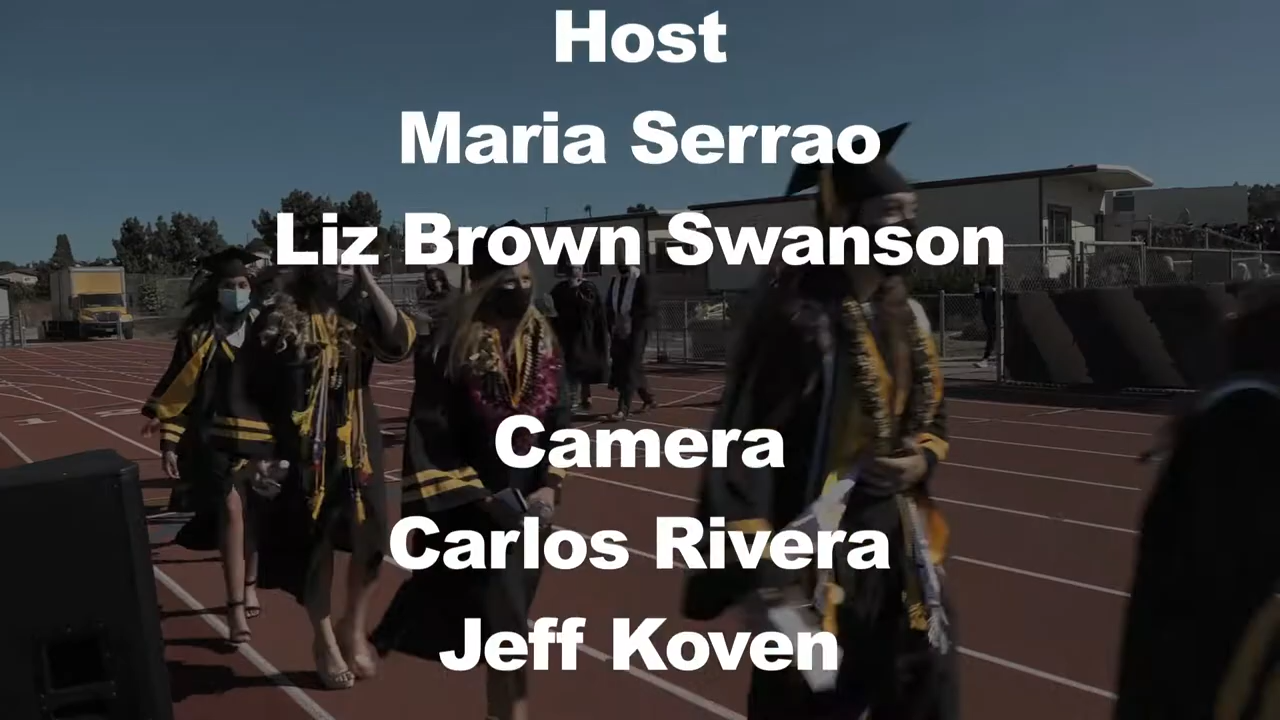 Host
Maria Serrao
Liz Brown Swanson
Camera
Carlos Rivera
Jeff Koven